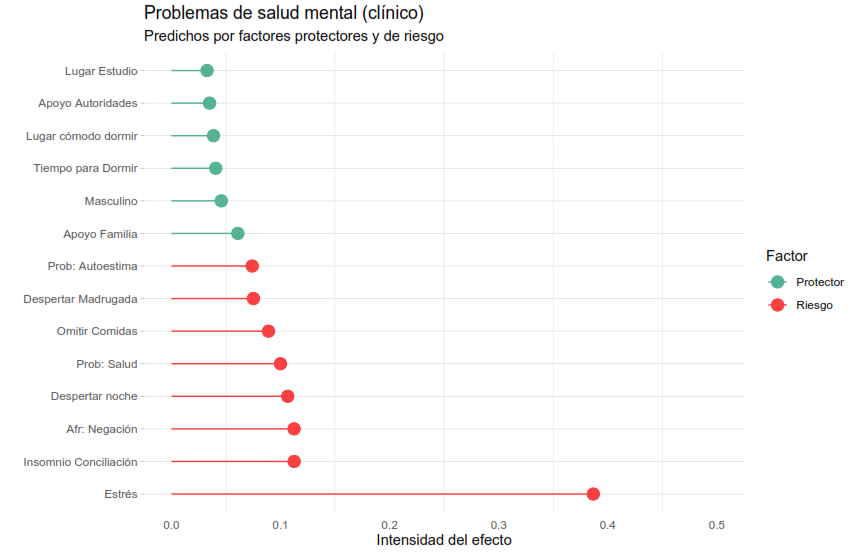 Problemas de salud mental (clínico)
Predichos por factores protectores y de riesgo
Lugar Estudio
Apoyo Autoridades
Lugar cómodo dormir
Tiempo para Dormir
Masculino
Apoyo Familia
Prob: Autoestima
Despertar Madrugada
Omitir Comidas
Prob: Salud
Despertar noche
Afr: Negación
Insomnio Conciliación
Estrés
0.0 0.1 0.2 0.3 0.4 0.5
Intensidad del efecto
Factor
Protector
Riesgo